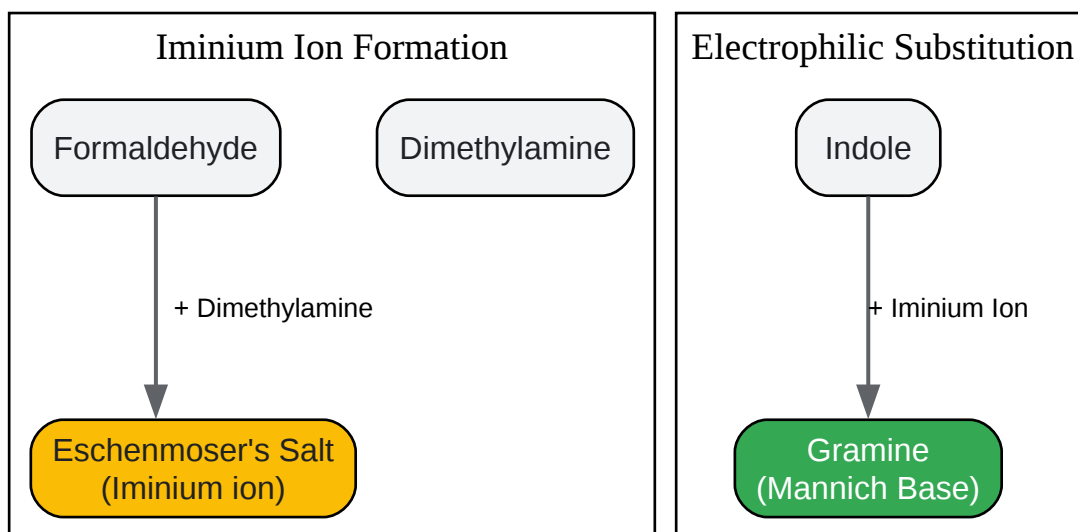 Iminium Ion Formation
Formaldehyde
Dimethylamine
+ Dimethylamine
Eschenmoser's Salt
(Iminium ion)
Electrophilic Substitution
Indole
+ Iminium Ion
Gramine
(Mannich Base)